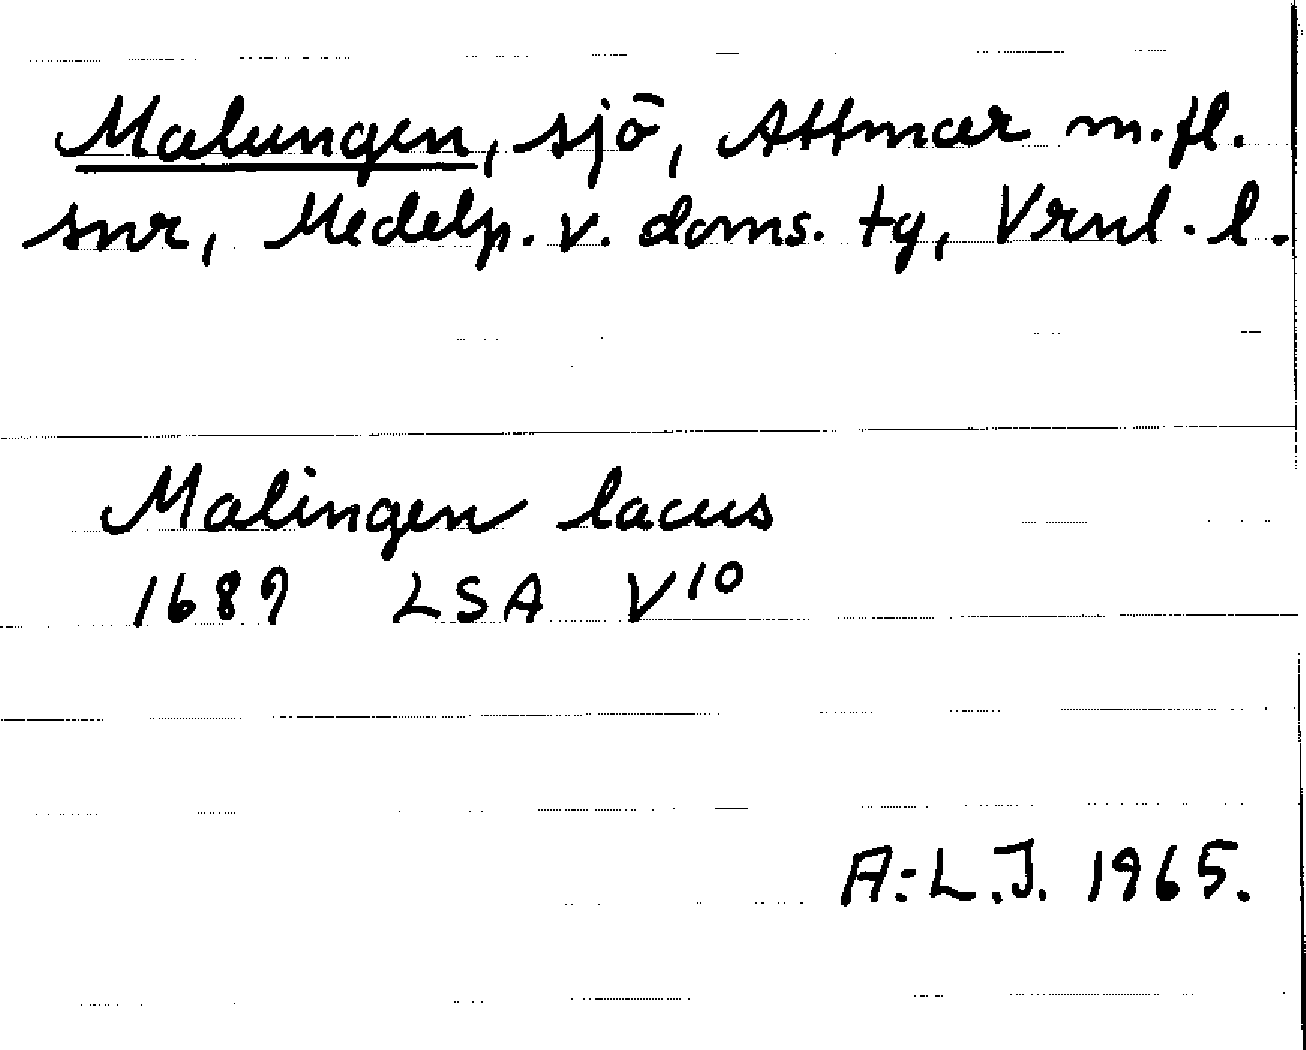 Malungen, sjö, Attmar m.fl.
snr, Medelp. v. doms. tg, Vrnl. l.
Malingen lacus
1689 LSA V10
A.-L.J. 1965.